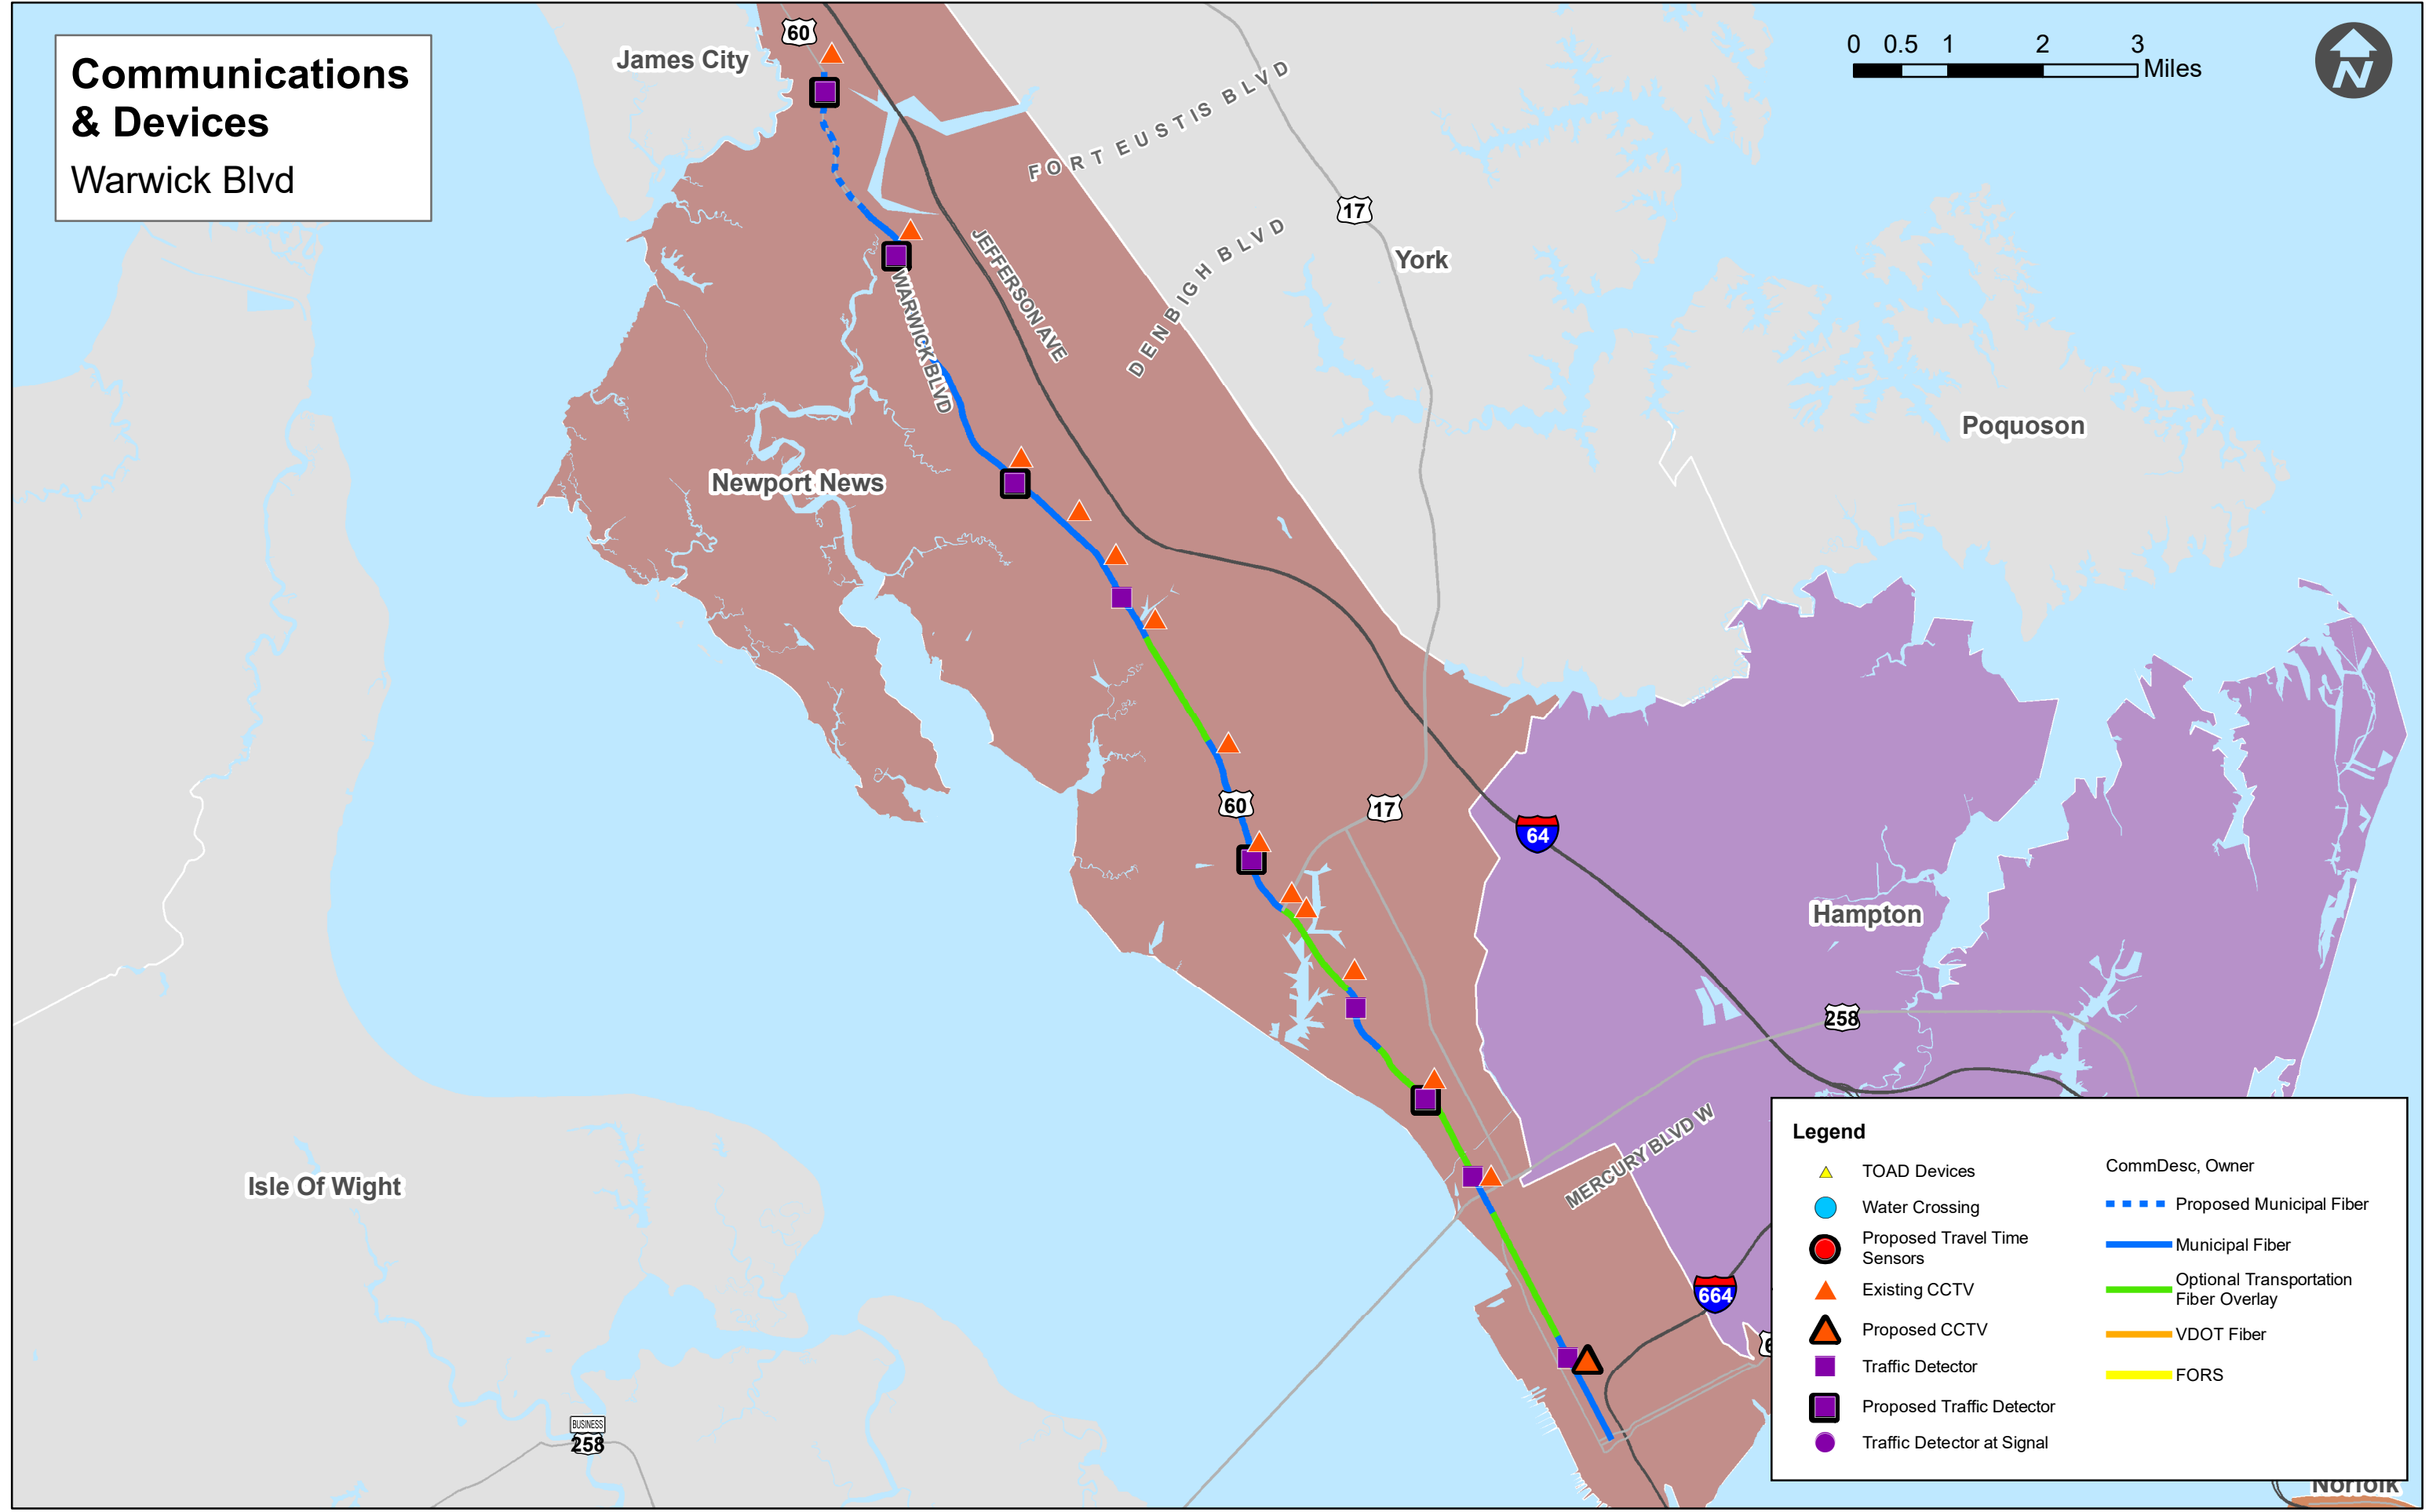 Communications
& Devices
Warwick Blvd
60
James City
FORT EUSTIS BLVD
0 0.5 1 2 3
Miles
N
17
York
DENBIGH BLVD
JEFFERSON AVE
WARWICK BLVD
Poquoson
Newport News
60
17
64
Hampton
258
MERCURY BLVD W
Isle Of Wight
664
BUSINESS
258
Legend
TOAD Devices
Water Crossing
Proposed Travel Time
Sensors
Existing CCTV
Proposed CCTV
Traffic Detector
Proposed Traffic Detector
Traffic Detector at Signal
CommDesc, Owner
Proposed Municipal Fiber
Municipal Fiber
Optional Transportation
Fiber Overlay
VDOT Fiber
FORS
Norfolk